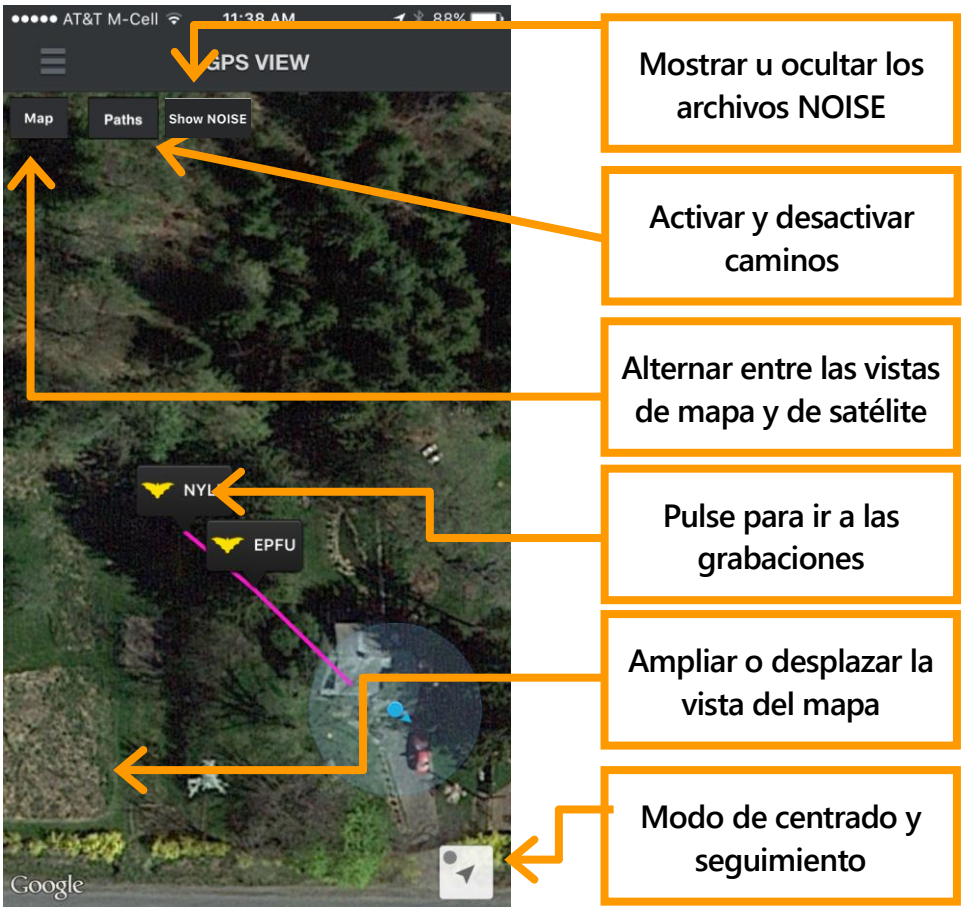 AT&T M-Cell 11:38 AM 88%
GPS VIEW
Map Paths Show NOISE
EPFU
Google
Mostrar u ocultar los
archivos NOISE
Activar y desactivar
caminos
Alternar entre las vistas
de mapa y de satélite
Pulse para ir a las
grabaciones
Ampliar o desplazar la
vista del mapa
Modo de centrado y
seguimiento